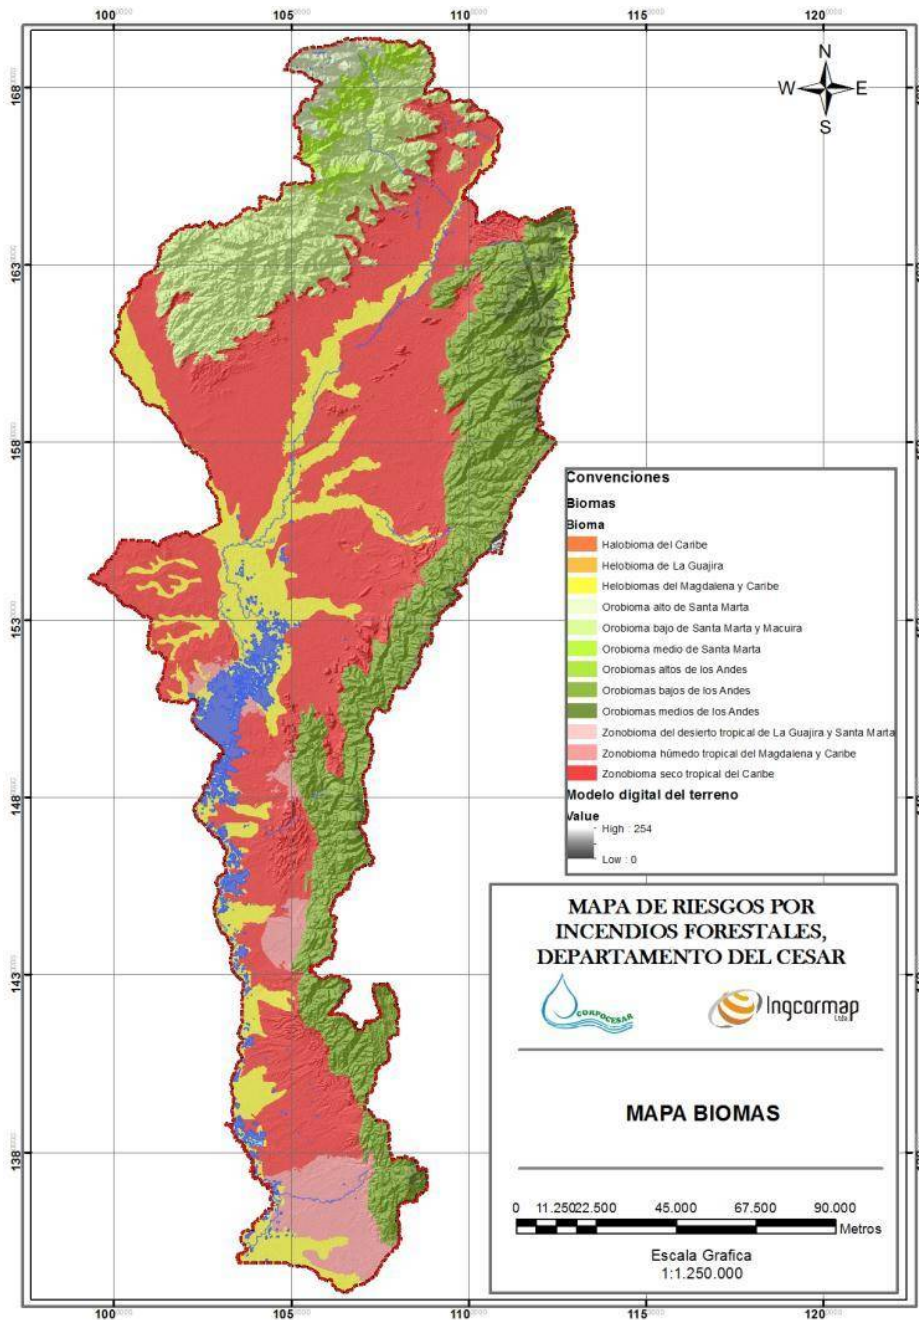 100 105 110 115 120
N
W E
S
168
163
158
153
148
143
138
Convenciones
Biomas
Bioma
Halobioma del Caribe
Helobioma de La Guajira
Helobiomas del Magdalena y Caribe
Orobioma alto de Santa Marta
Orobioma bajo de Santa Marta y Macuira
Orobioma medio de Santa Marta
Orobiomas altos de los Andes
Orobiomas bajos de los Andes
Orobiomas medios de los Andes
Zonobioma del desierto tropical de La Guajira y Santa Marta
Zonobioma húmedo tropical del Magdalena y Caribe
Zonobioma seco tropical del Caribe
Modelo digital del terreno
Value
High : 254
Low : 0
MAPA DE RIESGOS POR
INCENDIOS FORESTALES,
DEPARTAMENTO DEL CESAR
CORPOCESAR
Ingcormap
Ltda.
MAPA BIOMAS
0 11.250 22.500 45.000 67.500 90.000
Metros
Escala Grafica
1:1.250.000
100 105 110 115 120